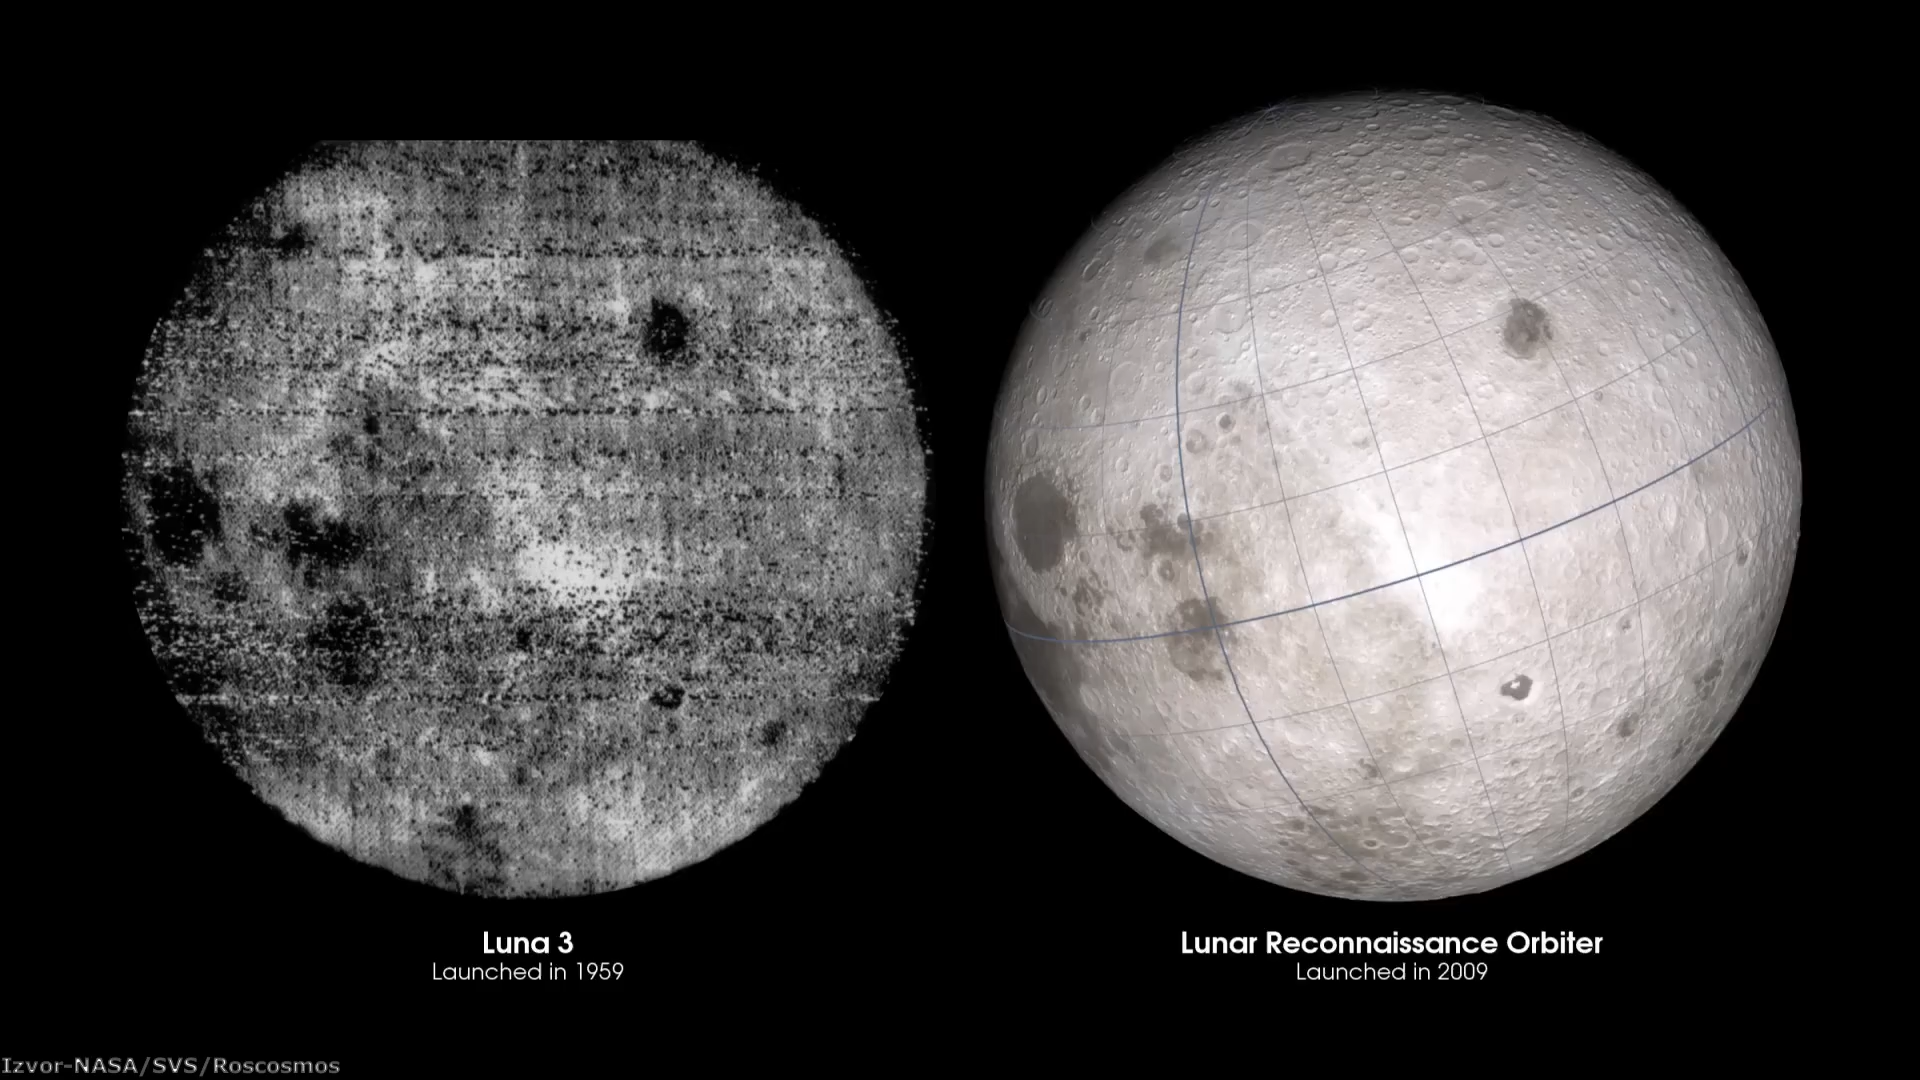 Luna 3
Launched in 1959
Lunar Reconnaissance Orbiter
Launched in 2009
Izvor-NASA/SVS/Roscosmos